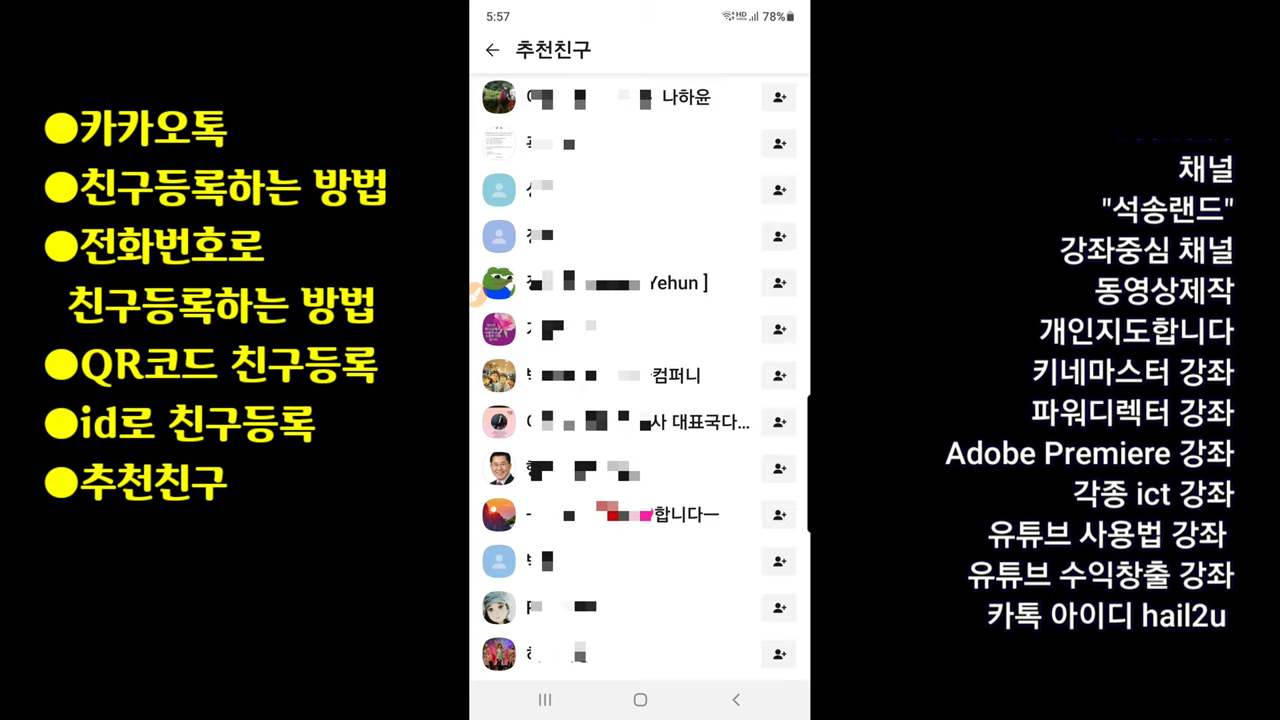 ●카카오톡
●친구등록하는 방법
●전화번호로
친구등록하는 방법
●QR코드 친구등록
●id로 친구등록
●추천친구
5:57
78%
추천친구
나하윤
Yehun ]
컴퍼니
사 대표국다...
합니다ㅡ
채널
"석송랜드"
강좌중심 채널
동영상제작
개인지도합니다
키네마스터 강좌
파워디렉터 강좌
Adobe Premiere 강좌
각종 ict 강좌
유튜브 사용법 강좌
유튜브 수익창출 강좌
카톡 아이디 hail2u